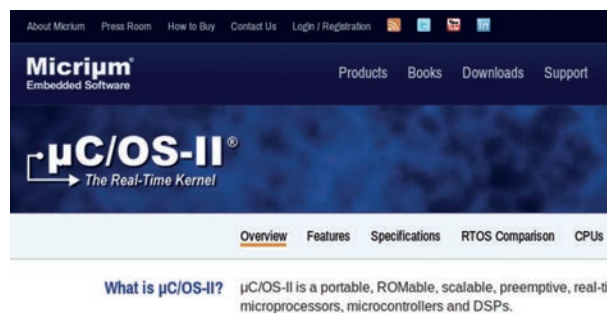 About Micrium Press Room How to Buy Contact Us Login / Registration
Micriμm®
Embedded Software
Products Books Downloads Support
μC/OS-II®
The Real-Time Kernel
Overview Features Specifications RTOS Comparison CPUs
What is μC/OS-II? μC/OS-II is a portable, ROMable, scalable, preemptive, real-ti
microprocessors, microcontrollers and DSPs.